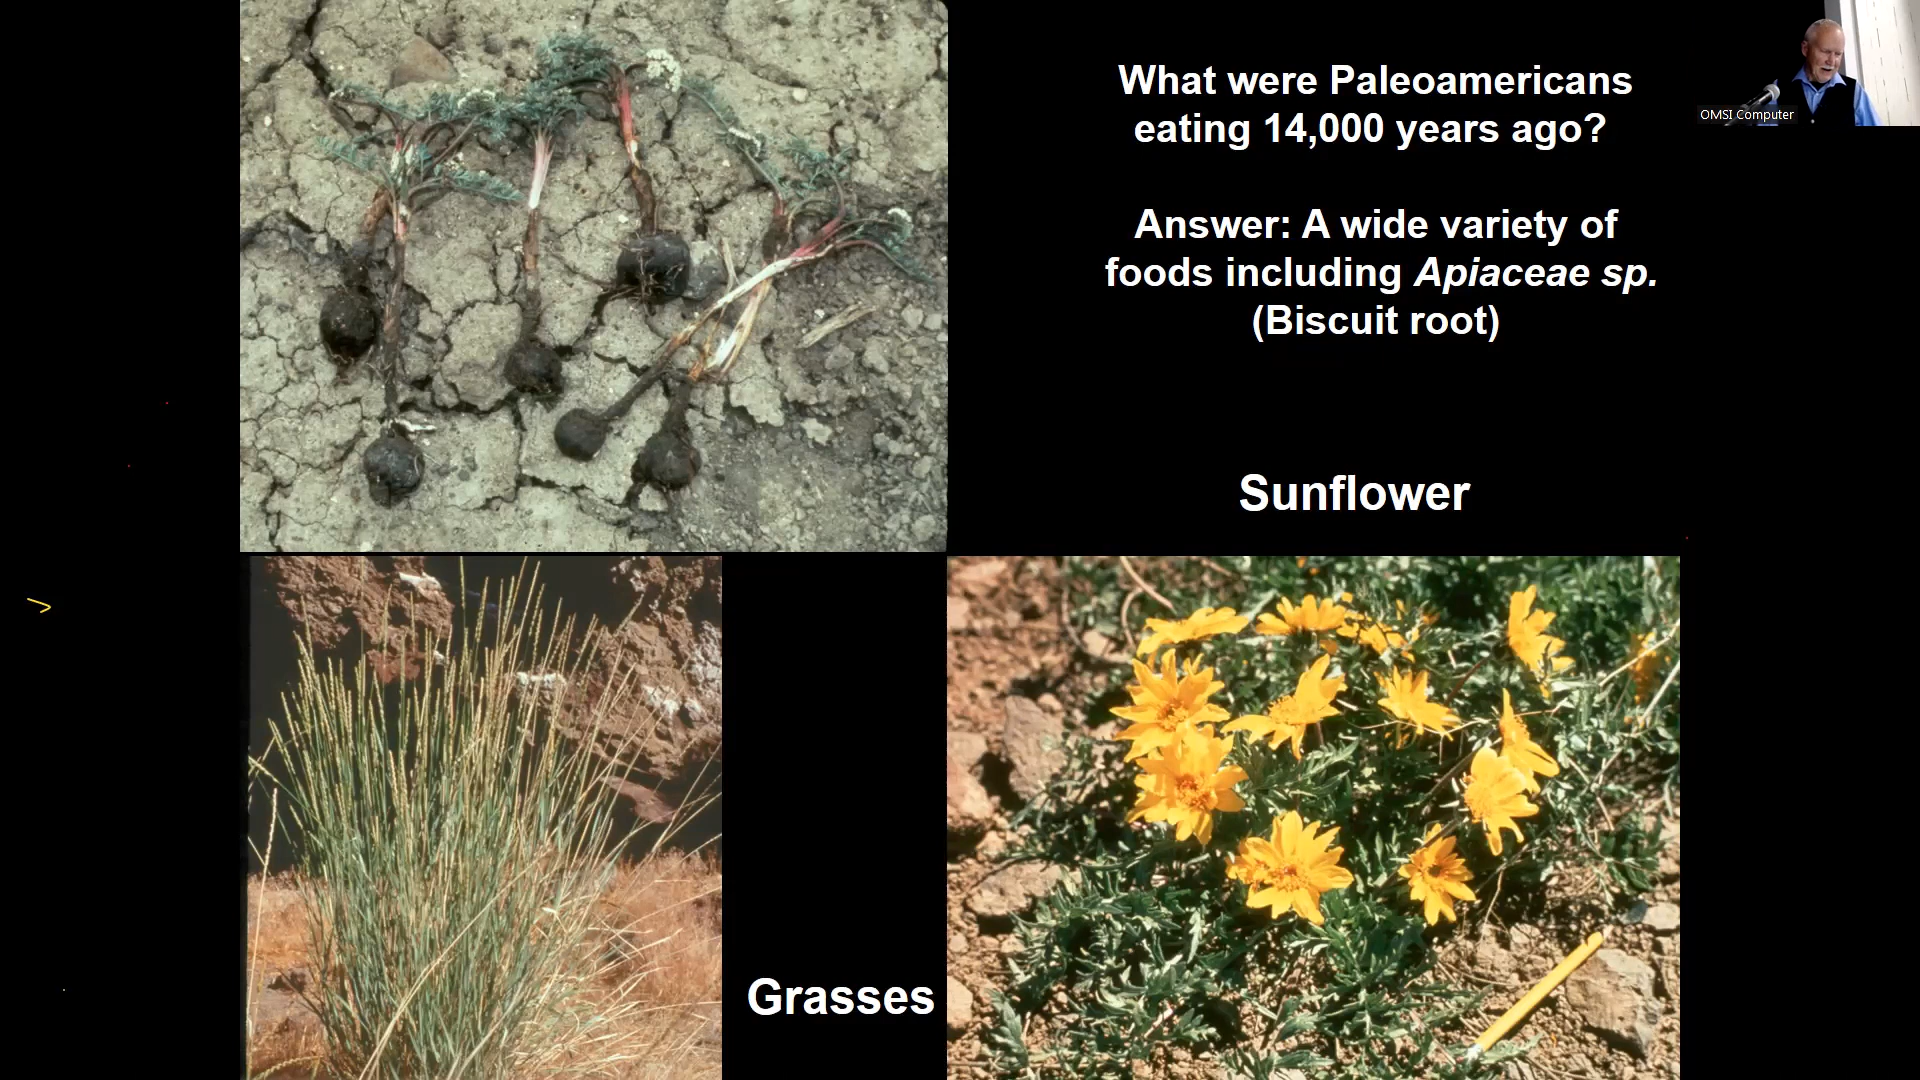 What were Paleoamericans
eating 14,000 years ago?
OMSI Computer
Answer: A wide variety of
foods including Apiaceae sp.
(Biscuit root)
Sunflower
Grasses